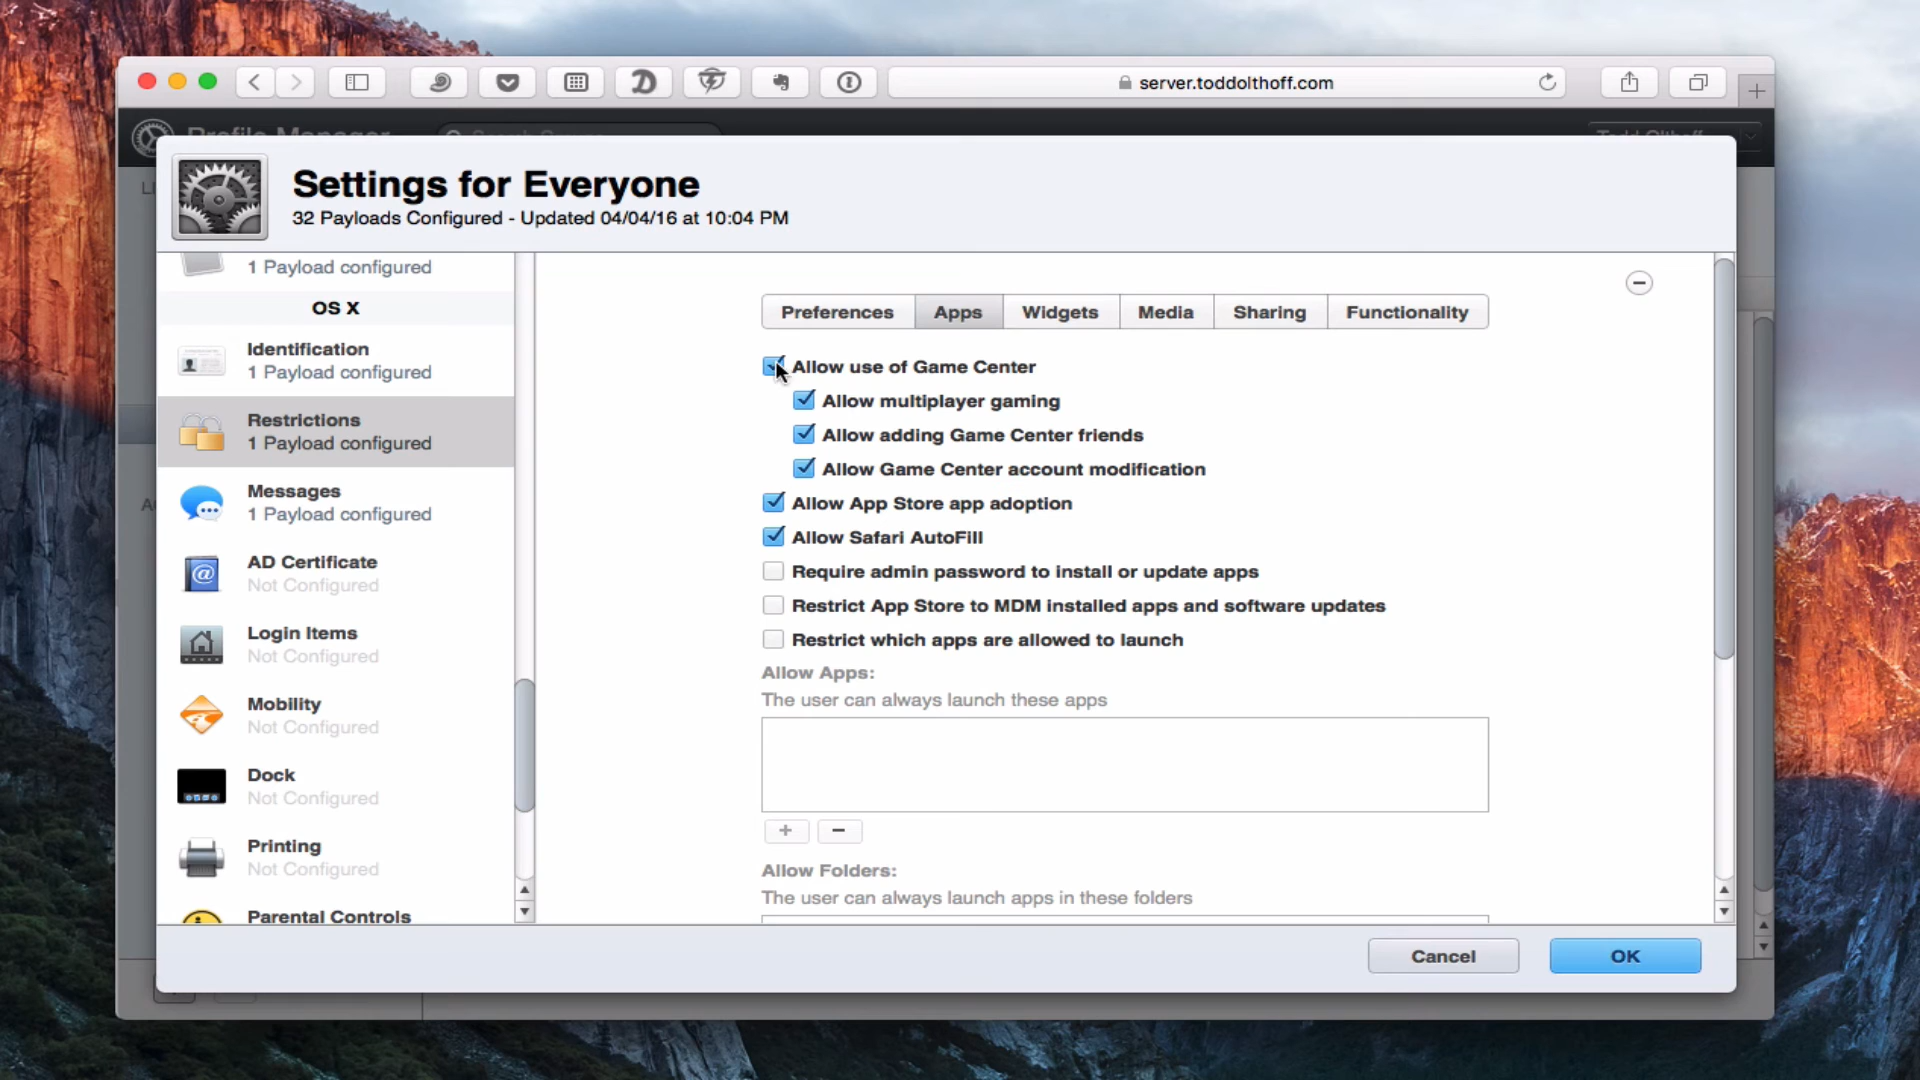 server.toddolthoff.com
Profile Manager
Settings for Everyone
32 Payloads Configured - Updated 04/04/16 at 10:04 PM
1 Payload configured
OS X
Identification
1 Payload configured
Restrictions
1 Payload configured
Messages
1 Payload configured
AD Certificate
Not Configured
Login Items
Not Configured
Mobility
Not Configured
Dock
Not Configured
Printing
Not Configured
Parental Controls
Preferences
Apps
Widgets
Media
Sharing
Functionality
Allow use of Game Center
Allow multiplayer gaming
Allow adding Game Center friends
Allow Game Center account modification
Allow App Store app adoption
Allow Safari AutoFill
Require admin password to install or update apps
Restrict App Store to MDM installed apps and software updates
Restrict which apps are allowed to launch
Allow Apps:
The user can always launch these apps
Allow Folders:
The user can always launch apps in these folders
Cancel
OK